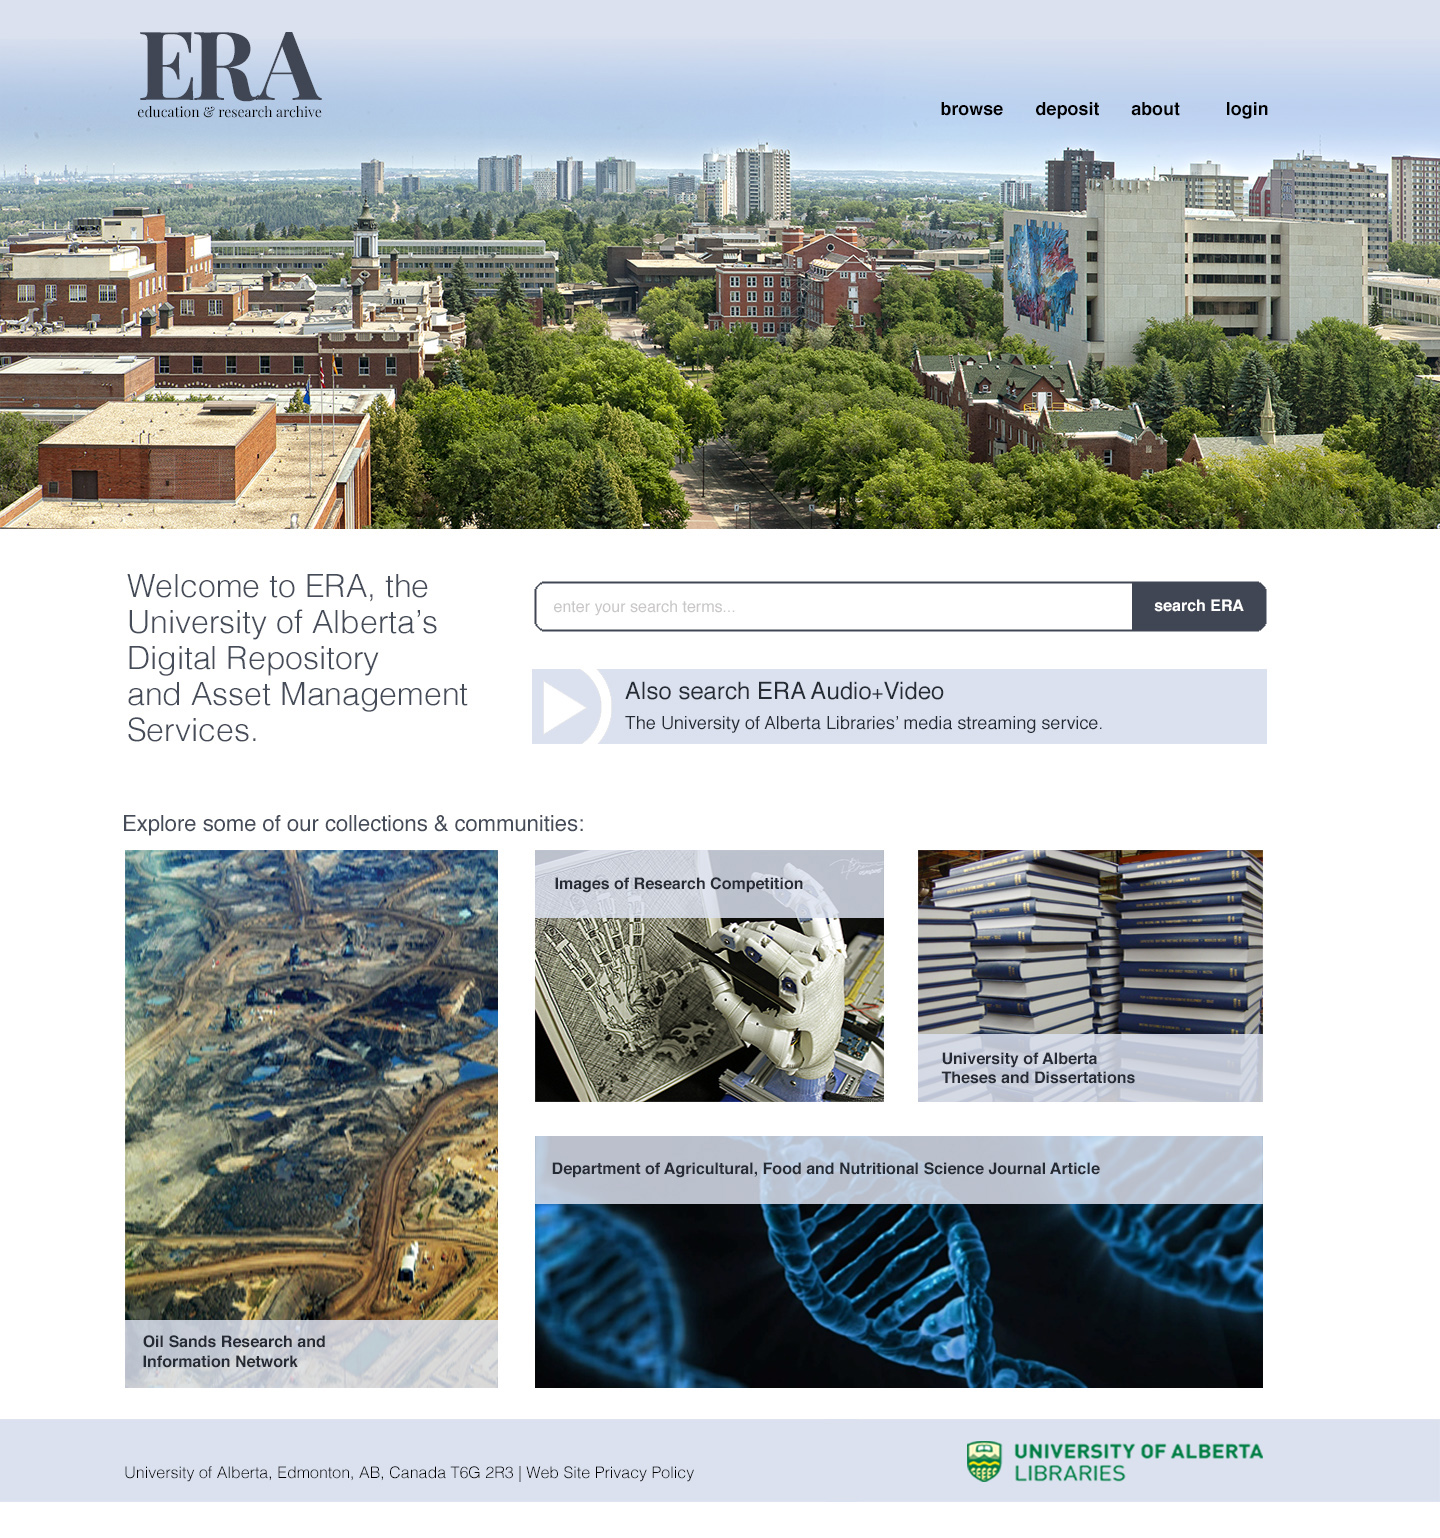 ERA
education & research archive
browse deposit about login
Welcome to ERA, the
University of Alberta’s
Digital Repository
and Asset Management
Services.
enter your search terms...
search ERA
Also search ERA Audio+Video
The University of Alberta Libraries’ media streaming service.
Explore some of our collections & communities:
Images of Research Competition
University of Alberta
Theses and Dissertations
Department of Agricultural, Food and Nutritional Science Journal Article
Oil Sands Research and
Information Network
University of Alberta, Edmonton, AB, Canada T6G 2R3 | Web Site Privacy Policy
UNIVERSITY OF ALBERTA
LIBRARIES